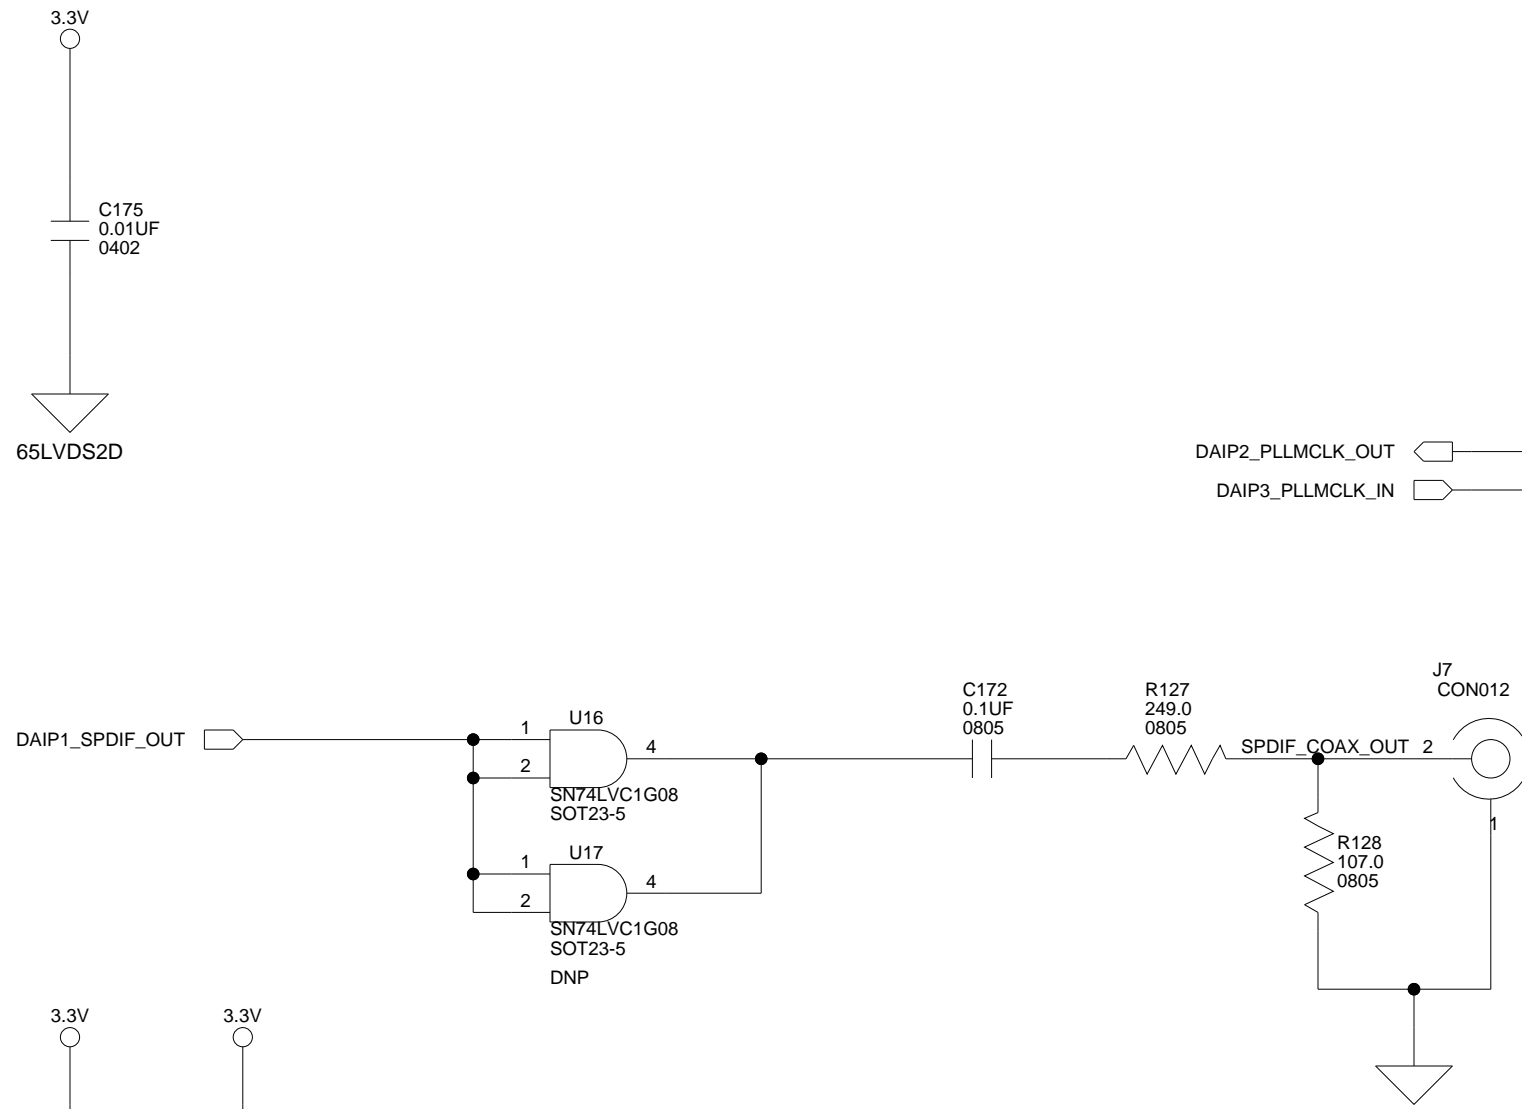 3.3V
C175
0.01UF
0402
65LVDS2D
DAIP2_PLLMCLK_OUT
DAIP3_PLLMCLK_IN
DAIP1_SPDIF_OUT
1
2
U16
4
SN74LVC1G08
SOT23-5
1
2
U17
4
SN74LVC1G08
SOT23-5
DNP
C172
0.1UF
0805
R127
249.0
0805
SPDIF_COAX_OUT 2
J7
CON012
1
R128
107.0
0805
3.3V
3.3V